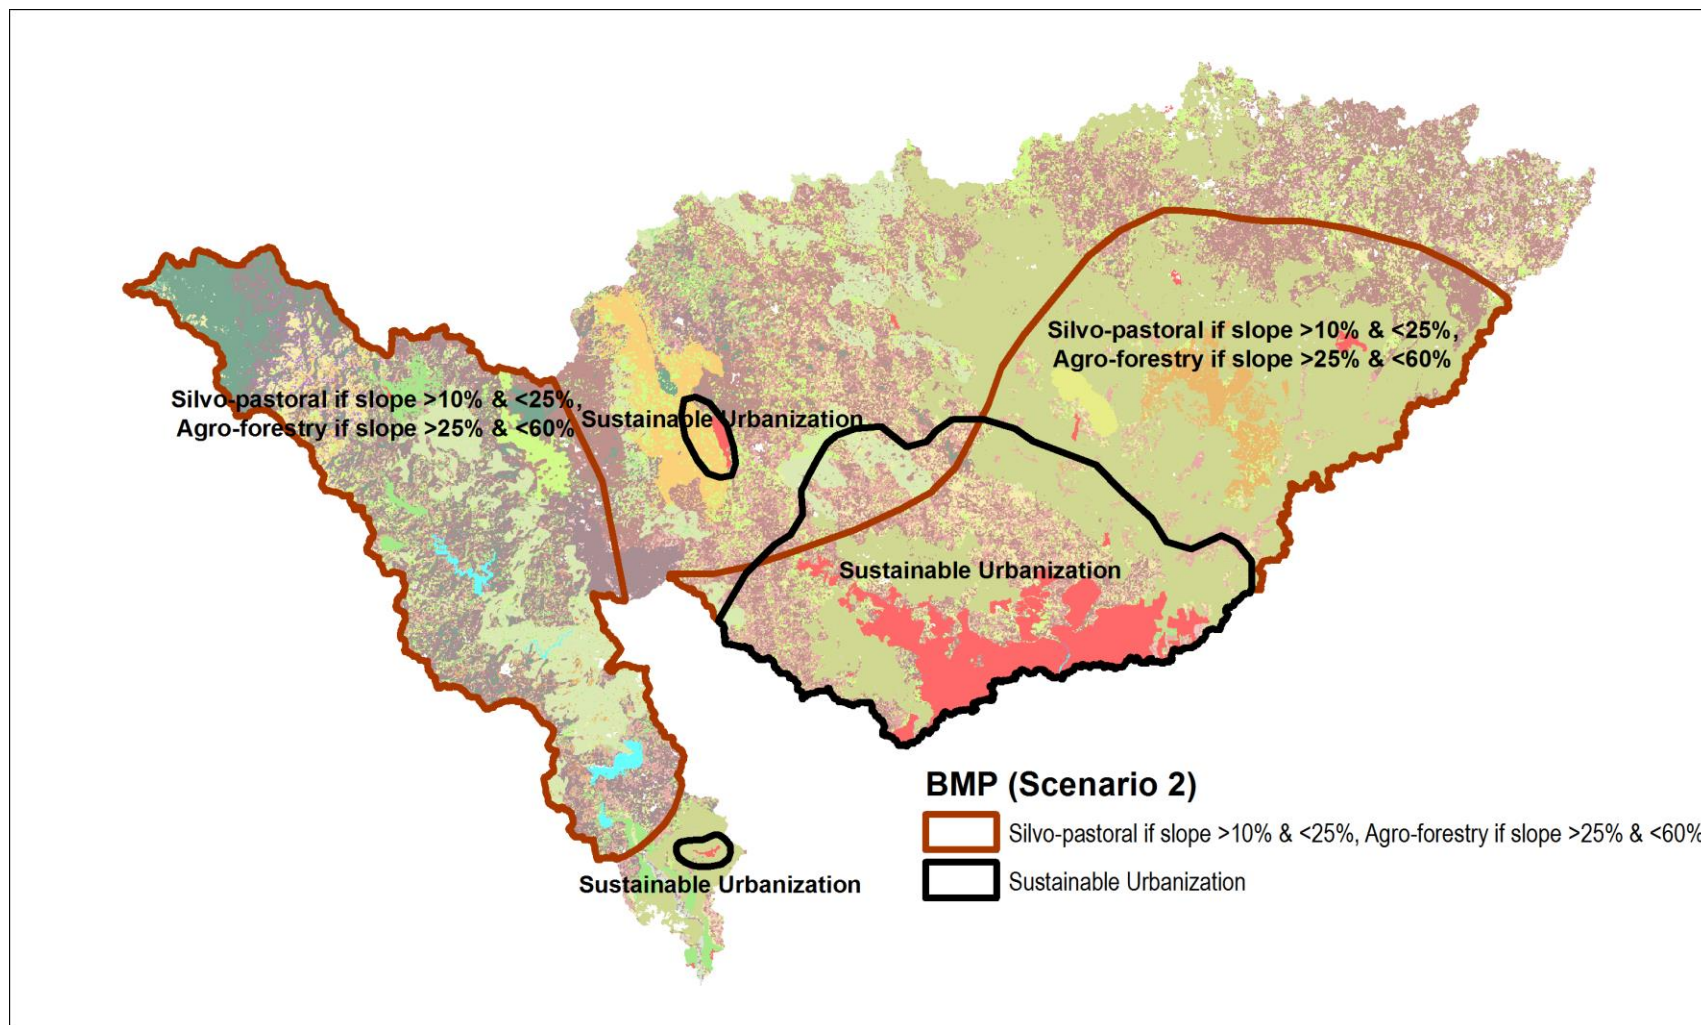 Silvo-pastoral if slope >10% & <25%,
Agro-forestry if slope >25% & <60%
Silvo-pastoral if slope >10% & <25%,
Agro-forestry if slope >25% & <60%
Sustainable Urbanization
Sustainable Urbanization
Sustainable Urbanization
BMP (Scenario 2)
Silvo-pastoral if slope >10% & <25%, Agro-forestry if slope >25% & <60%
Sustainable Urbanization